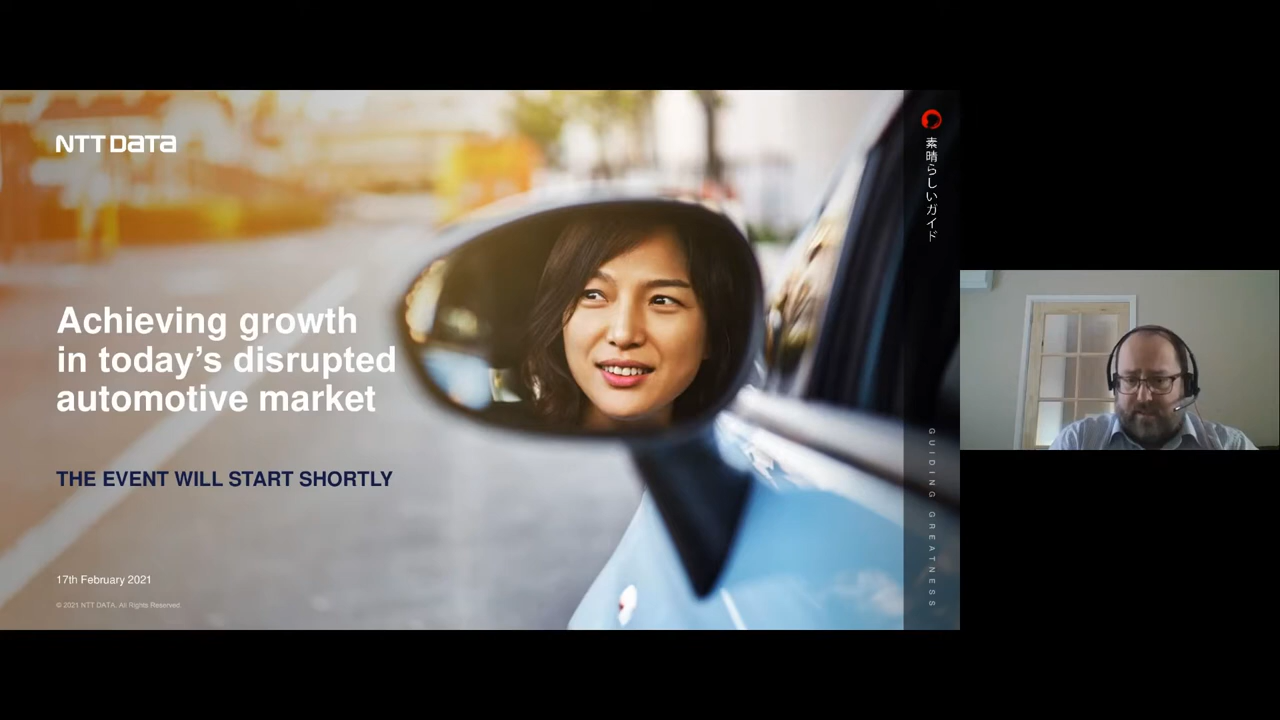 NTT DATA
Achieving growth
in today's disrupted
automotive market
THE EVENT WILL START SHORTLY
17th February 2021
© 2021 NTT DATA, All Rights Reserved
素晴らしいガイド
GUIDING GREATNESS